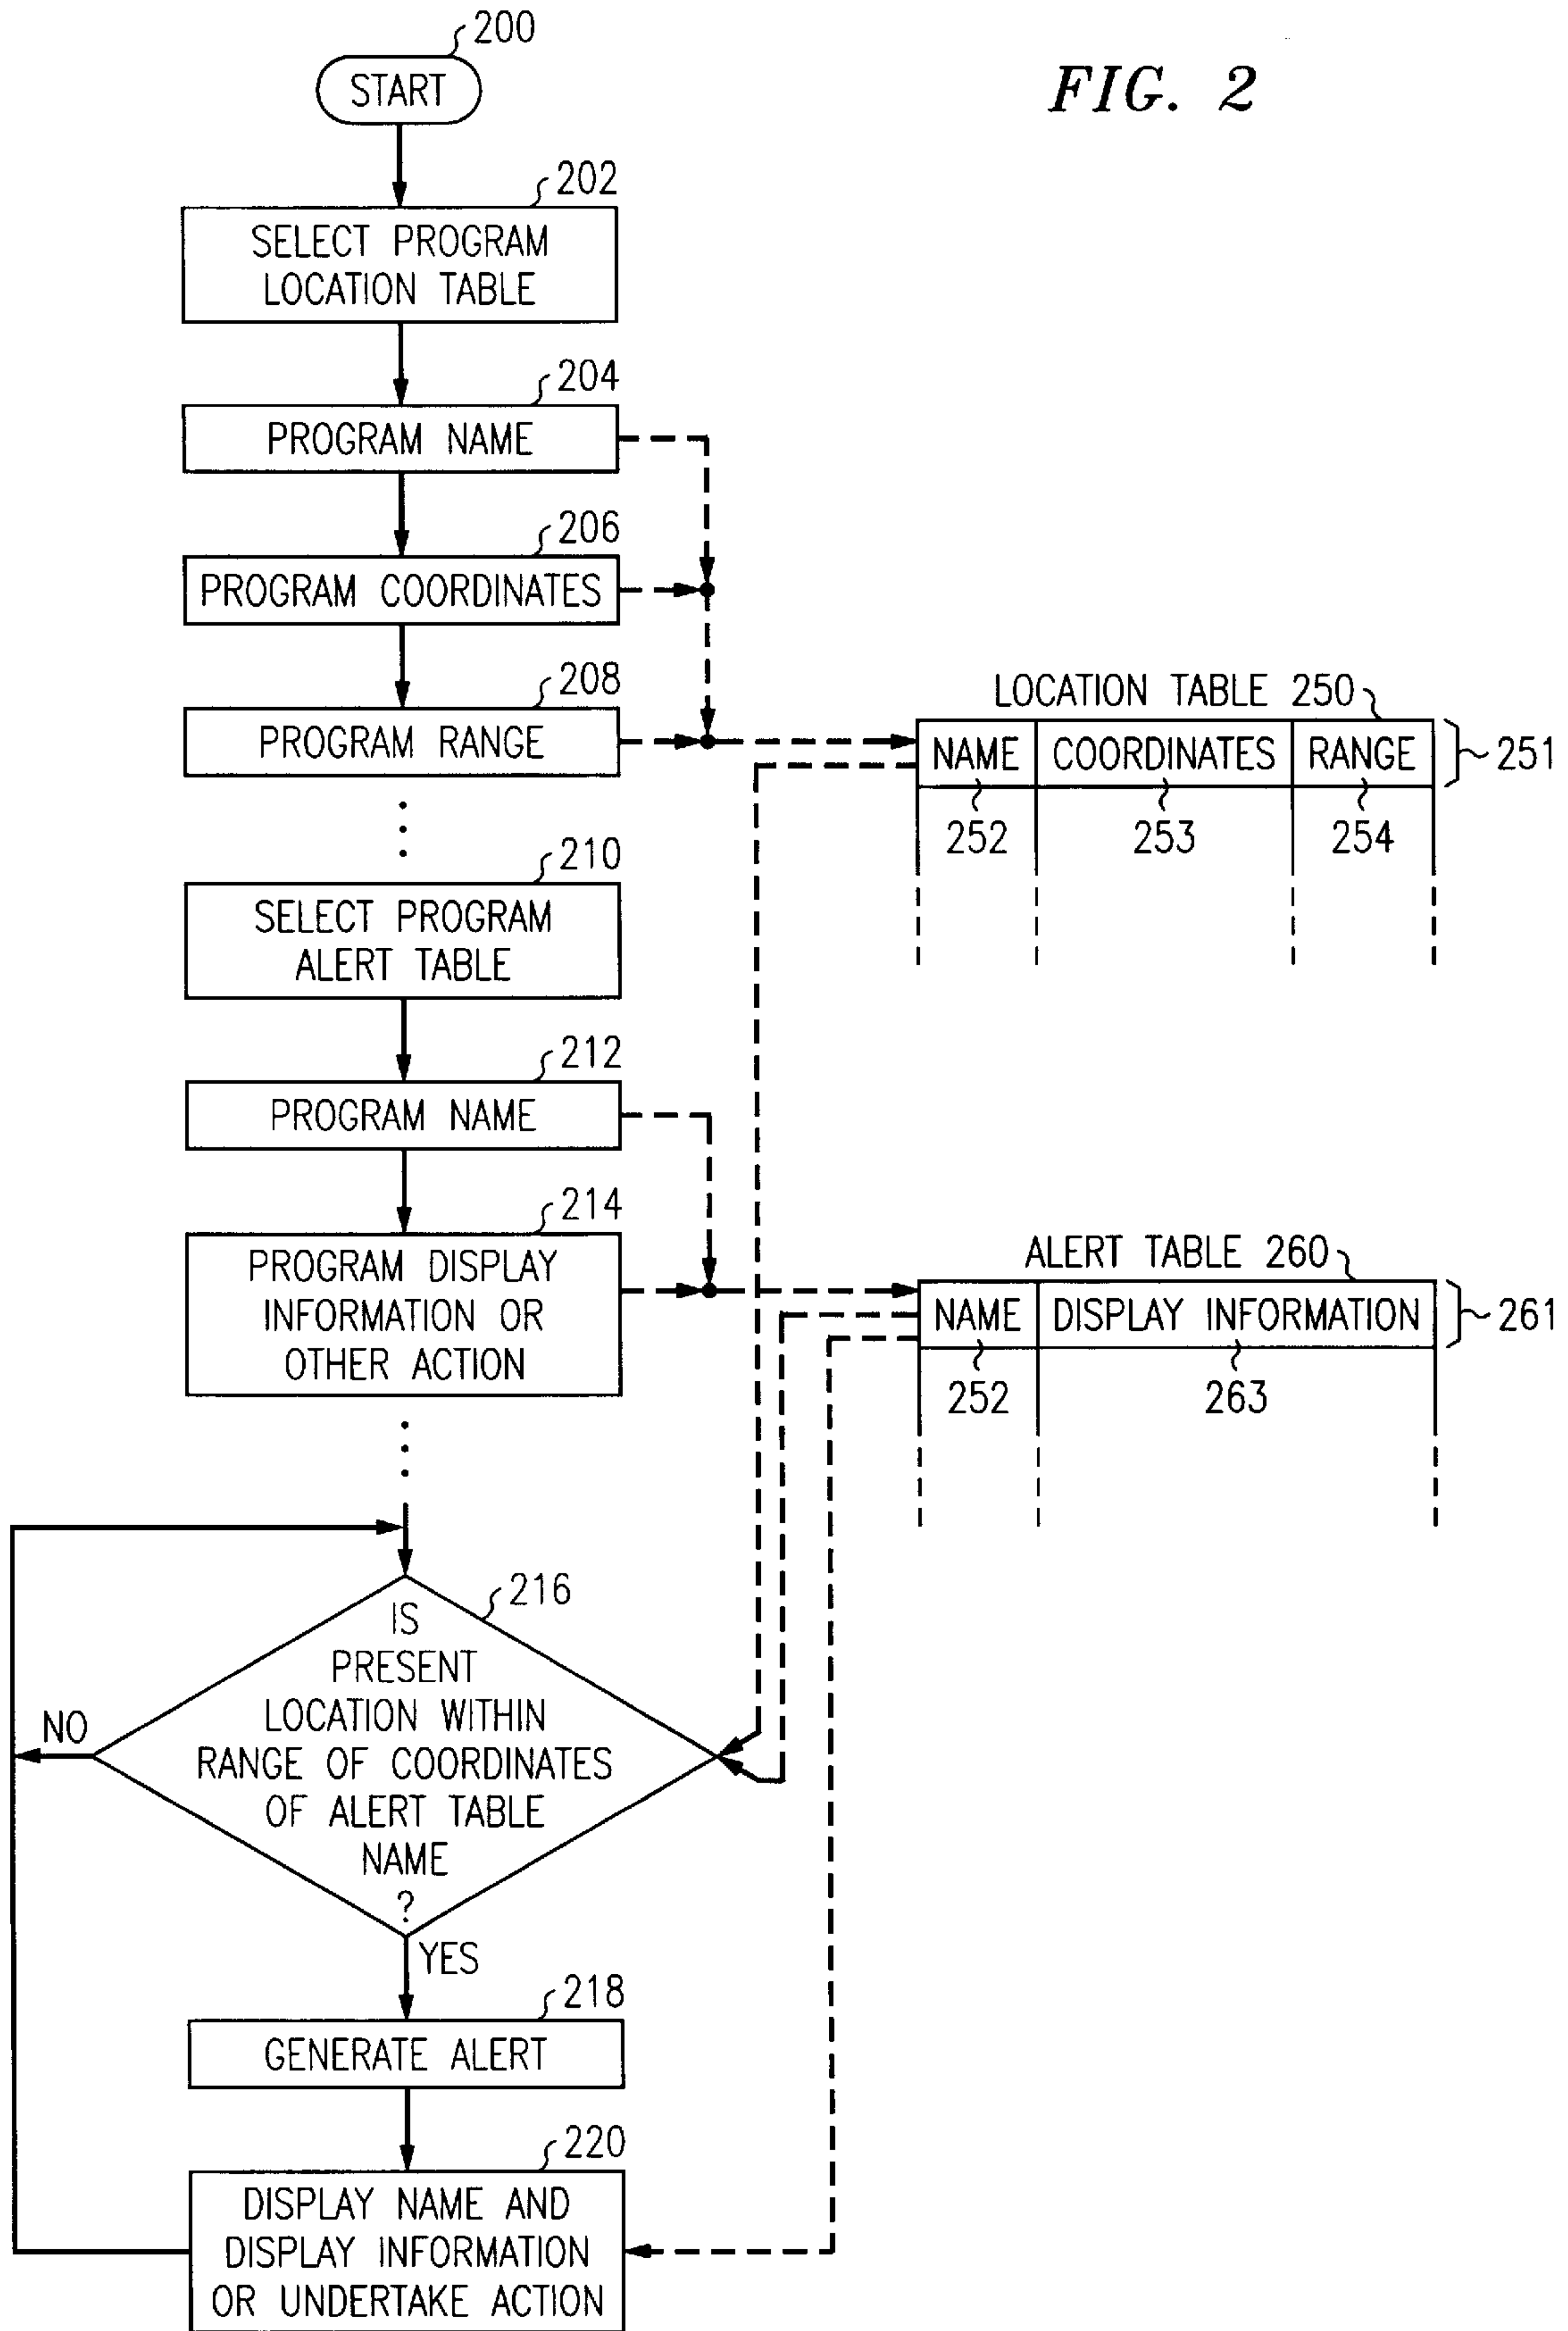 FIG. 2
200
START
202
SELECT PROGRAM
LOCATION TABLE
204
PROGRAM NAME
206
PROGRAM COORDINATES
208
PROGRAM RANGE
LOCATION TABLE 250
NAME COORDINATES RANGE 251
252 253 254
210
SELECT PROGRAM
ALERT TABLE
212
PROGRAM NAME
214
PROGRAM DISPLAY
INFORMATION OR
OTHER ACTION
ALERT TABLE 260
NAME DISPLAY INFORMATION 261
252 263
216
IS
PRESENT
LOCATION WITHIN
RANGE OF COORDINATES
OF ALERT TABLE
NAME
?
NO
YES
218
GENERATE ALERT
220
DISPLAY NAME AND
DISPLAY INFORMATION
OR UNDERTAKE ACTION